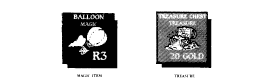 BALLOON
MAGIC
R3
MAGIC ITEM
TREASURE CHEST
TREASURE
20 GOLD
TREASURE